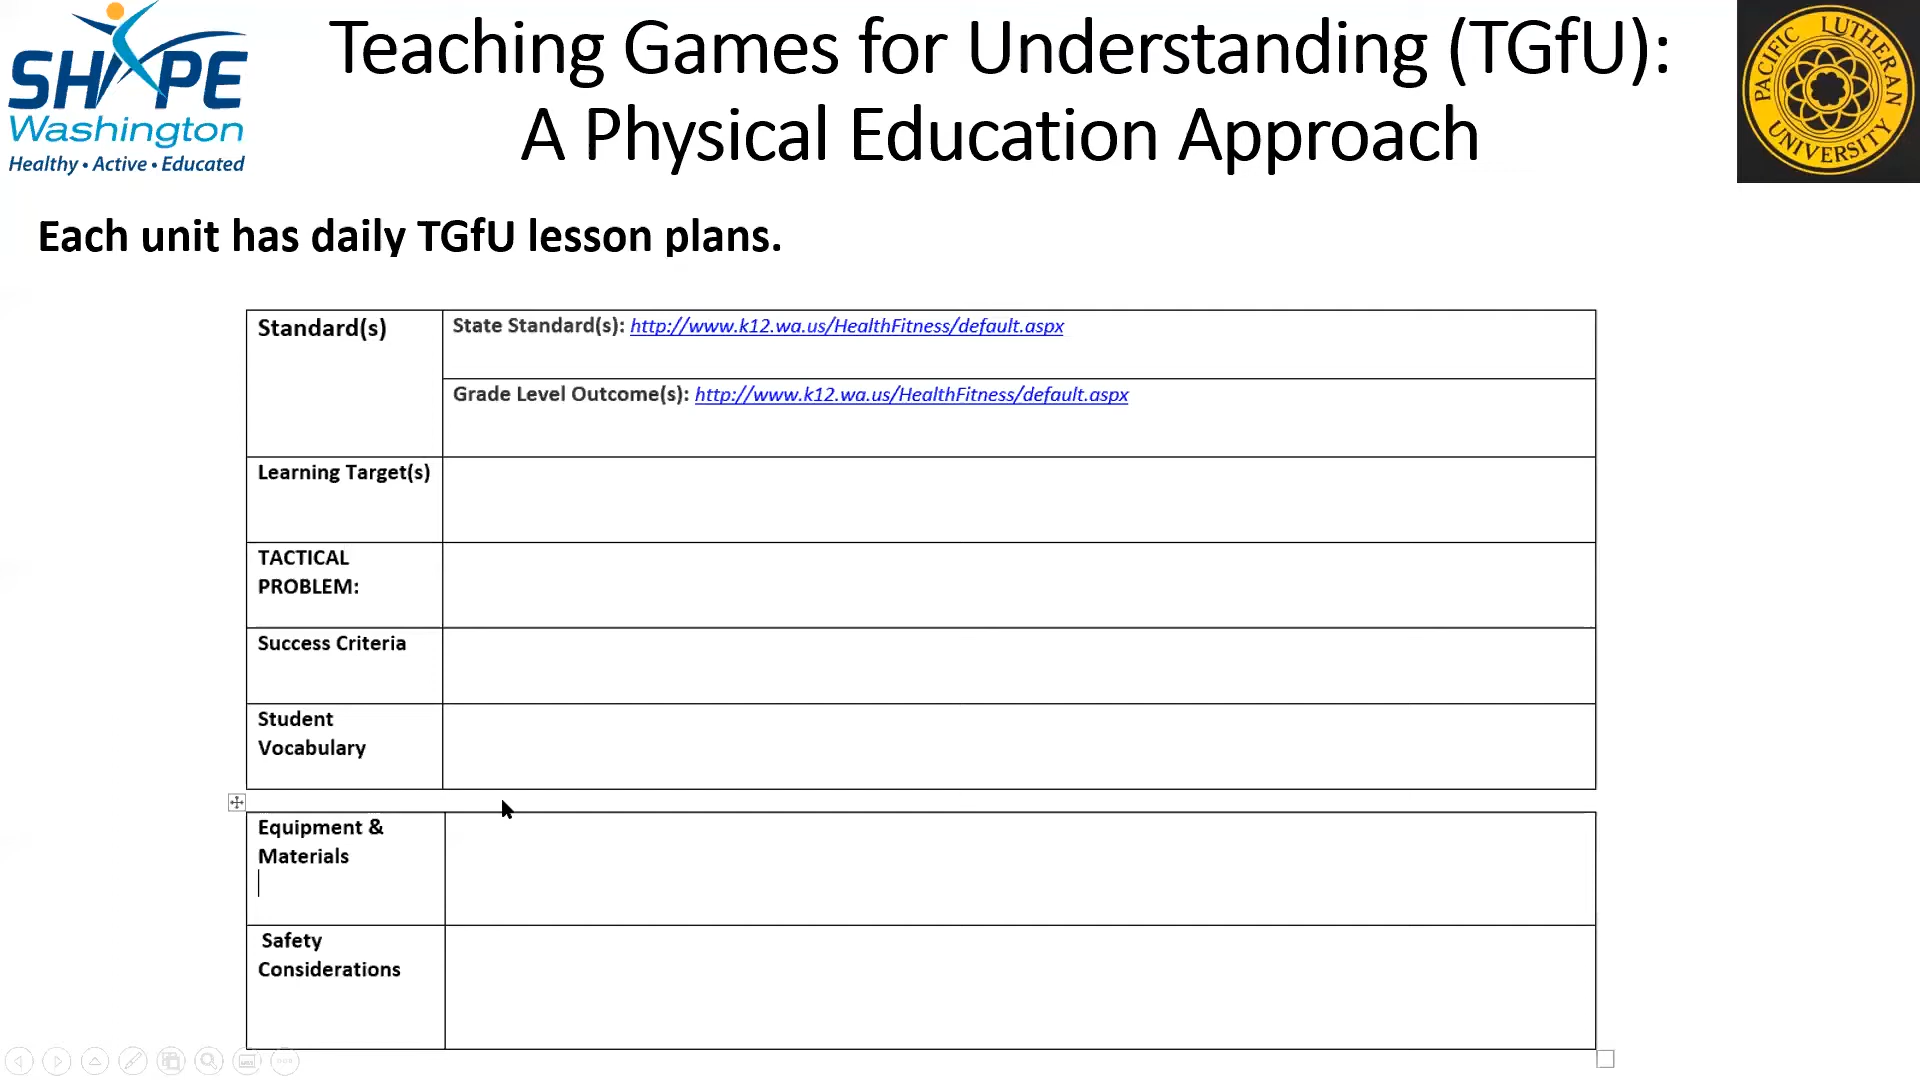 SHAPE
Washington
Healthy • Active • Educated
Teaching Games for Understanding (TGfU):
A Physical Education Approach
PACIFIC LUTHERAN UNIVERSITY
Each unit has daily TGfU lesson plans.
Standard(s)
State Standard(s): http://www.k12.wa.us/HealthFitness/default.aspx
Grade Level Outcome(s): http://www.k12.wa.us/HealthFitness/default.aspx
Learning Target(s)
TACTICAL
PROBLEM:
Success Criteria
Student
Vocabulary
Equipment &
Materials
Safety
Considerations